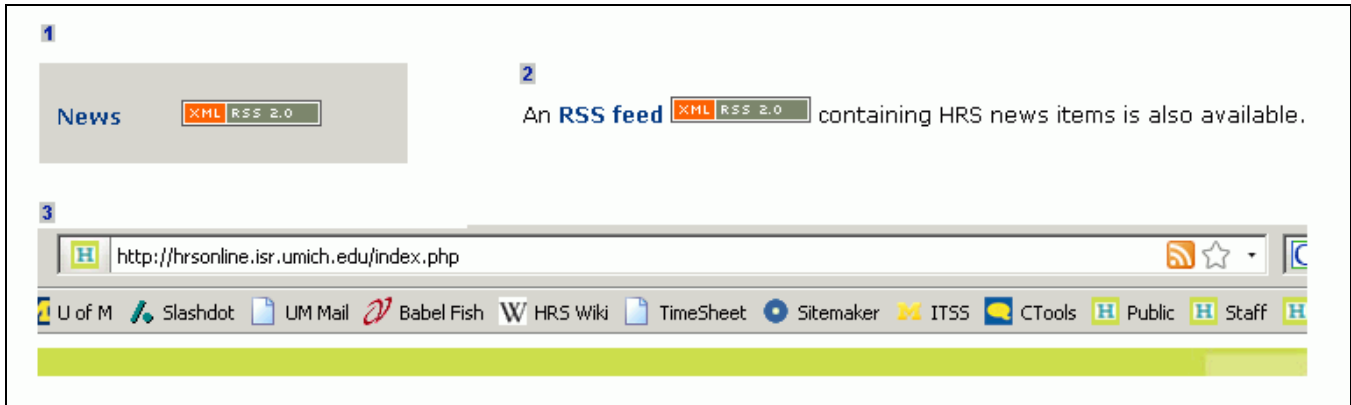 1
2
News XML RSS 2.0
An RSS feed XML RSS 2.0 containing HRS news items is also available.
3
H http://hrsonline.isr.umich.edu/index.php
U of M Slashdot UM Mail Babel Fish W HRS Wiki TimeSheet Sitemaker M ITSS CTools H Public H Staff H